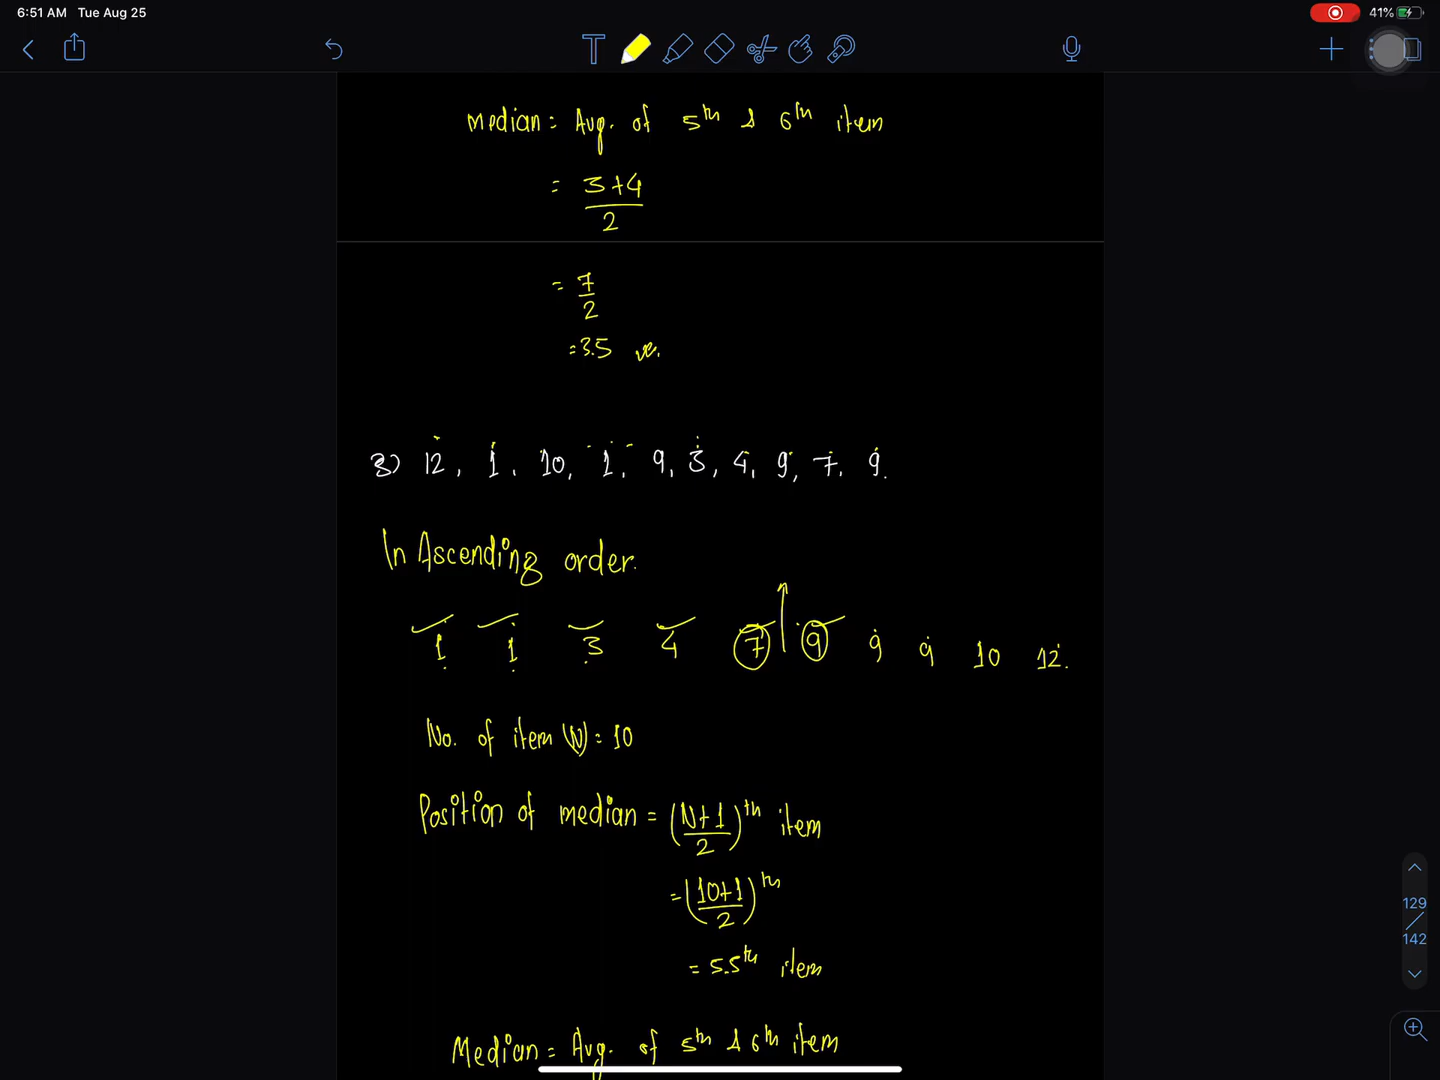 6:51 AM Tue Aug 25
41%
median = Avg. of 5th & 6th item
= 3+4
2
= 7
2
=3.5
3) 12, 1, 10, 1, 9, 3, 4, 9, 7, 9.
In Ascending order.
1 1 3 4 7 9 9 9 10 12.
No. of item (N) = 10
Position of median = (N+1
2)th item
= (10+1
2)th
= 5.5th item
Median = Avg. of 5th & 6th item
129
142